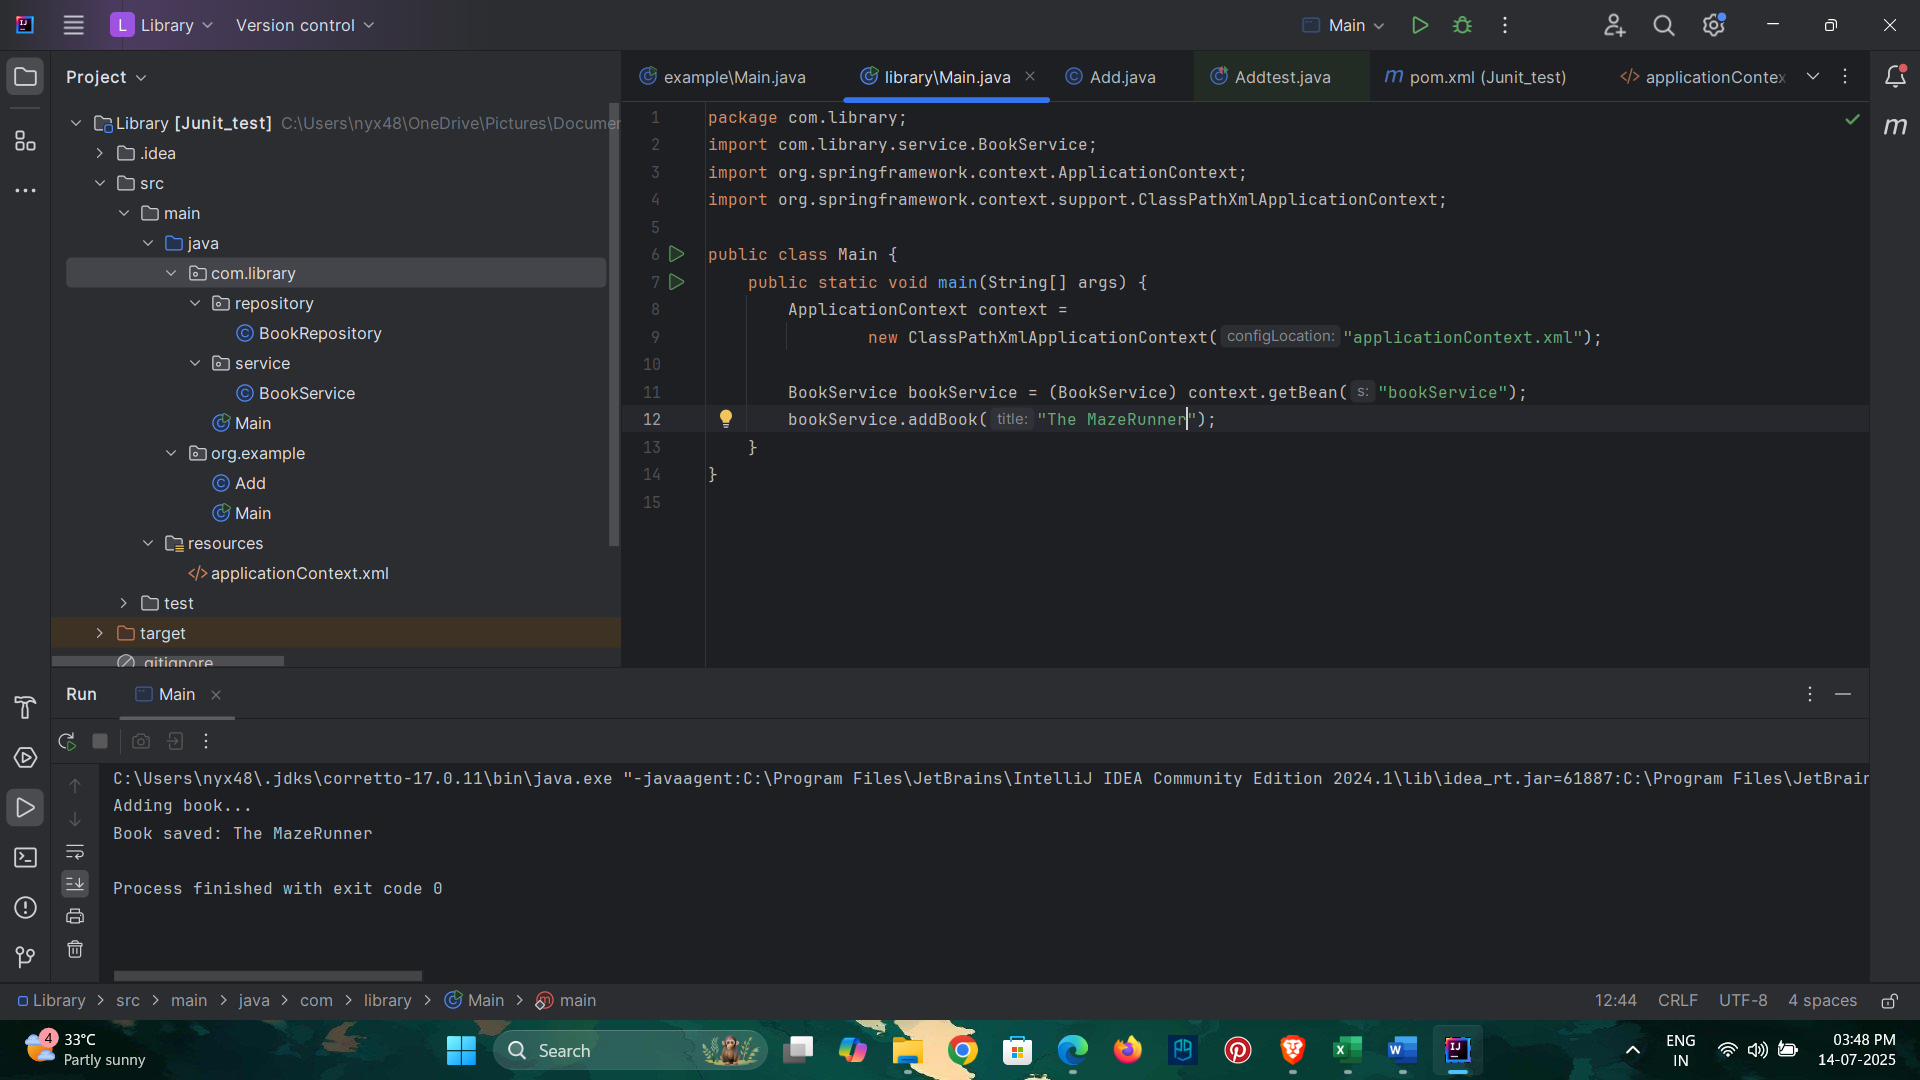 L Library Version control Main
Project
example\Main.java library\Main.java Add.java Addtest.java m pom.xml (Junit_test) </> applicationContex
m
Library [Junit_test] C:\Users\nyx48\OneDrive\Pictures\Documen
.idea
src
main
java
com.library
repository
BookRepository
service
BookService
Main
org.example
Add
Main
resources
</> applicationContext.xml
test
target
.gitignore
1 package com.library;
2 import com.library.service.BookService;
3 import org.springframework.context.ApplicationContext;
4 import org.springframework.context.support.ClassPathXmlApplicationContext;
5
6 public class Main {
7 public static void main(String[] args) {
8 ApplicationContext context =
9 new ClassPathXmlApplicationContext( configLocation: "applicationContext.xml");
10
11 BookService bookService = (BookService) context.getBean( s: "bookService");
12 bookService.addBook( title: "The MazeRunner");
13 }
14 }
15
Run Main
C:\Users\nyx48\.jdks\corretto-17.0.11\bin\java.exe "-javaagent:C:\Program Files\JetBrains\IntelliJ IDEA Community Edition 2024.1\lib\idea_rt.jar=61887:C:\Program Files\JetBrain
Adding book...
Book saved: The MazeRunner
Process finished with exit code 0
Library > src > main > java > com > library > Main > main 12:44 CRLF UTF-8 4 spaces
4 33°C
Partly sunny
Search
ENG
IN
03:48 PM
14-07-2025